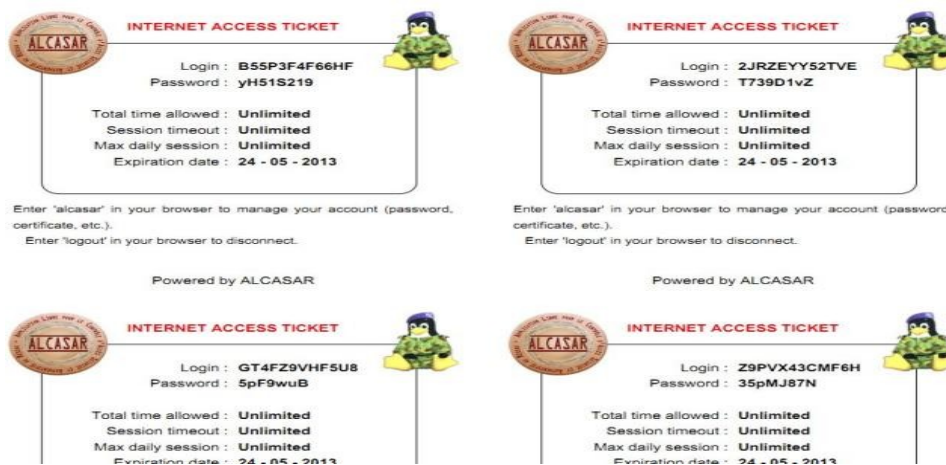 ALCASAR
INTERNET ACCESS TICKET
Login : B55P3F4F66HF
Password : yH51S219
Total time allowed : Unlimited
Session timeout : Unlimited
Max daily session : Unlimited
Expiration date : 24 - 05 - 2013
Enter 'alcasar' in your browser to manage your account (password,
certificate, etc.).
Enter 'logout' in your browser to disconnect.
Powered by ALCASAR
ALCASAR
INTERNET ACCESS TICKET
Login : 2JRZEYY52TVE
Password : T739D1vZ
Total time allowed : Unlimited
Session timeout : Unlimited
Max daily session : Unlimited
Expiration date : 24 - 05 - 2013
Enter 'alcasar' in your browser to manage your account (password
certificate, etc.).
Enter 'logout' in your browser to disconnect.
Powered by ALCASAR
ALCASAR
INTERNET ACCESS TICKET
Login : GT4FZ9VHF5U8
Password : 5pF9wuB
Total time allowed : Unlimited
Session timeout : Unlimited
Max daily session : Unlimited
Expiration date : 24 - 05 - 2013
ALCASAR
INTERNET ACCESS TICKET
Login : Z9PVX43CMF6H
Password : 35pMJ87N
Total time allowed : Unlimited
Session timeout : Unlimited
Max daily session : Unlimited
Expiration date : 24 - 05 - 2013